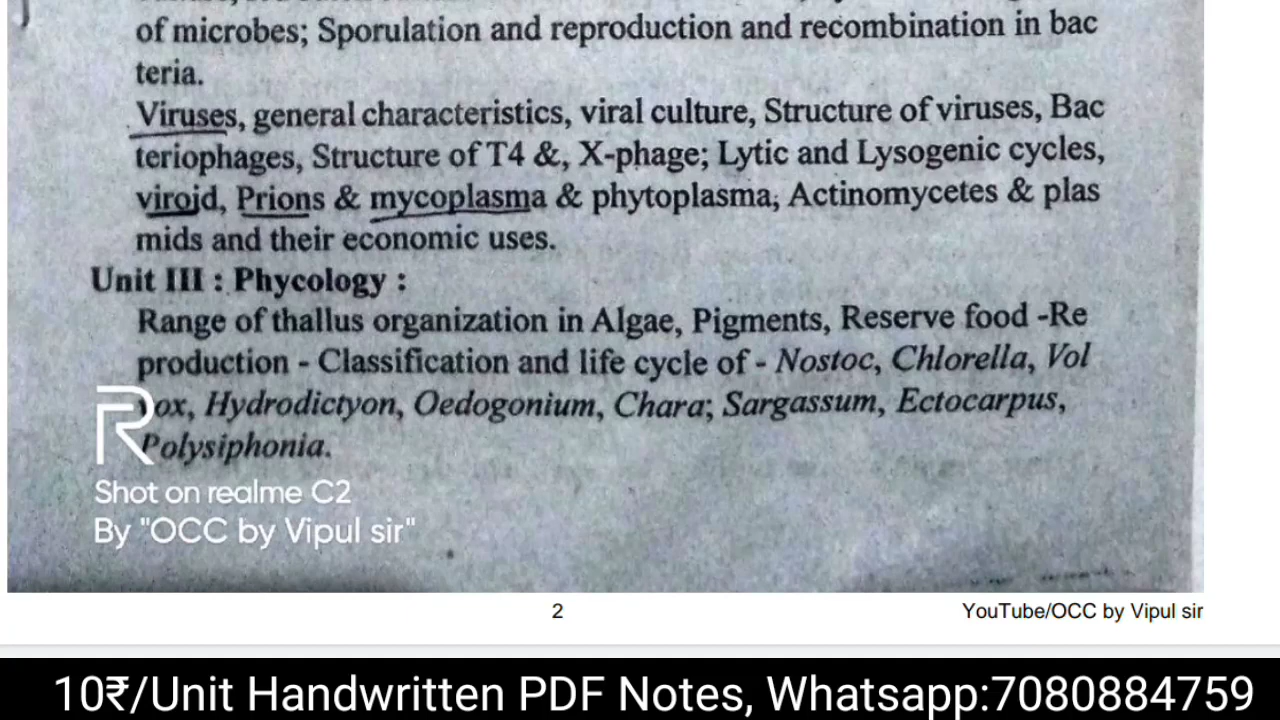 of microbes; Sporulation and reproduction and recombination in bac
teria.
Viruses, general characteristics, viral culture, Structure of viruses, Bac
teriophages, Structure of T4 &, X-phage; Lytic and Lysogenic cycles,
viroid, Prions & mycoplasma & phytoplasma, Actinomycetes & plas
mids and their economic uses.
Unit III : Phycology :
Range of thallus organization in Algae, Pigments, Reserve food -Re
production - Classification and life cycle of - Nostoc, Chlorella, Vol
vox, Hydrodictyon, Oedogonium, Chara; Sargassum, Ectocarpus,
Polysiphonia.
Shot on realme C2
By "OCC by Vipul sir"
2
YouTube/OCC by Vipul sir
10₹/Unit Handwritten PDF Notes, Whatsapp:7080884759